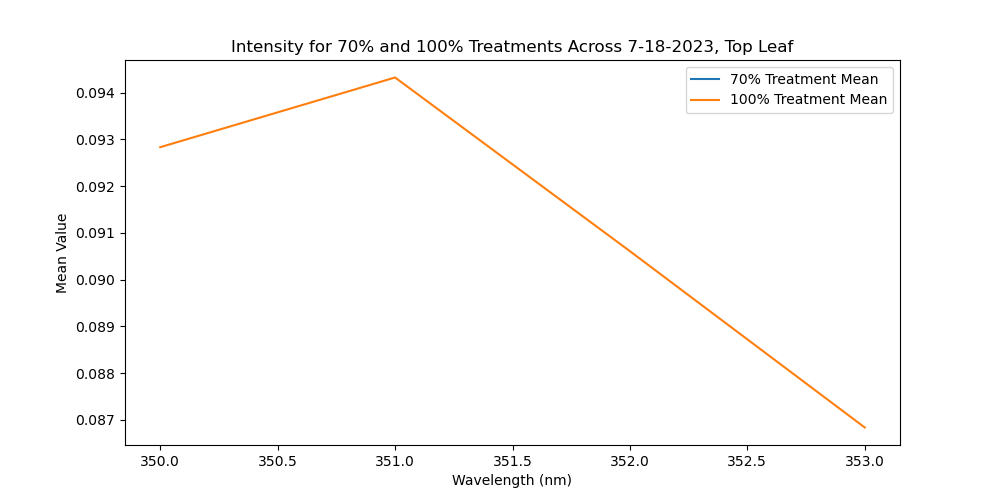 Intensity for 70% and 100% Treatments Across 7-18-2023, Top Leaf
70% Treatment Mean
100% Treatment Mean
Mean Value
0.094
0.093
0.092
0.091
0.090
0.089
0.088
0.087
350.0 350.5 351.0 351.5 352.0 352.5 353.0
Wavelength (nm)